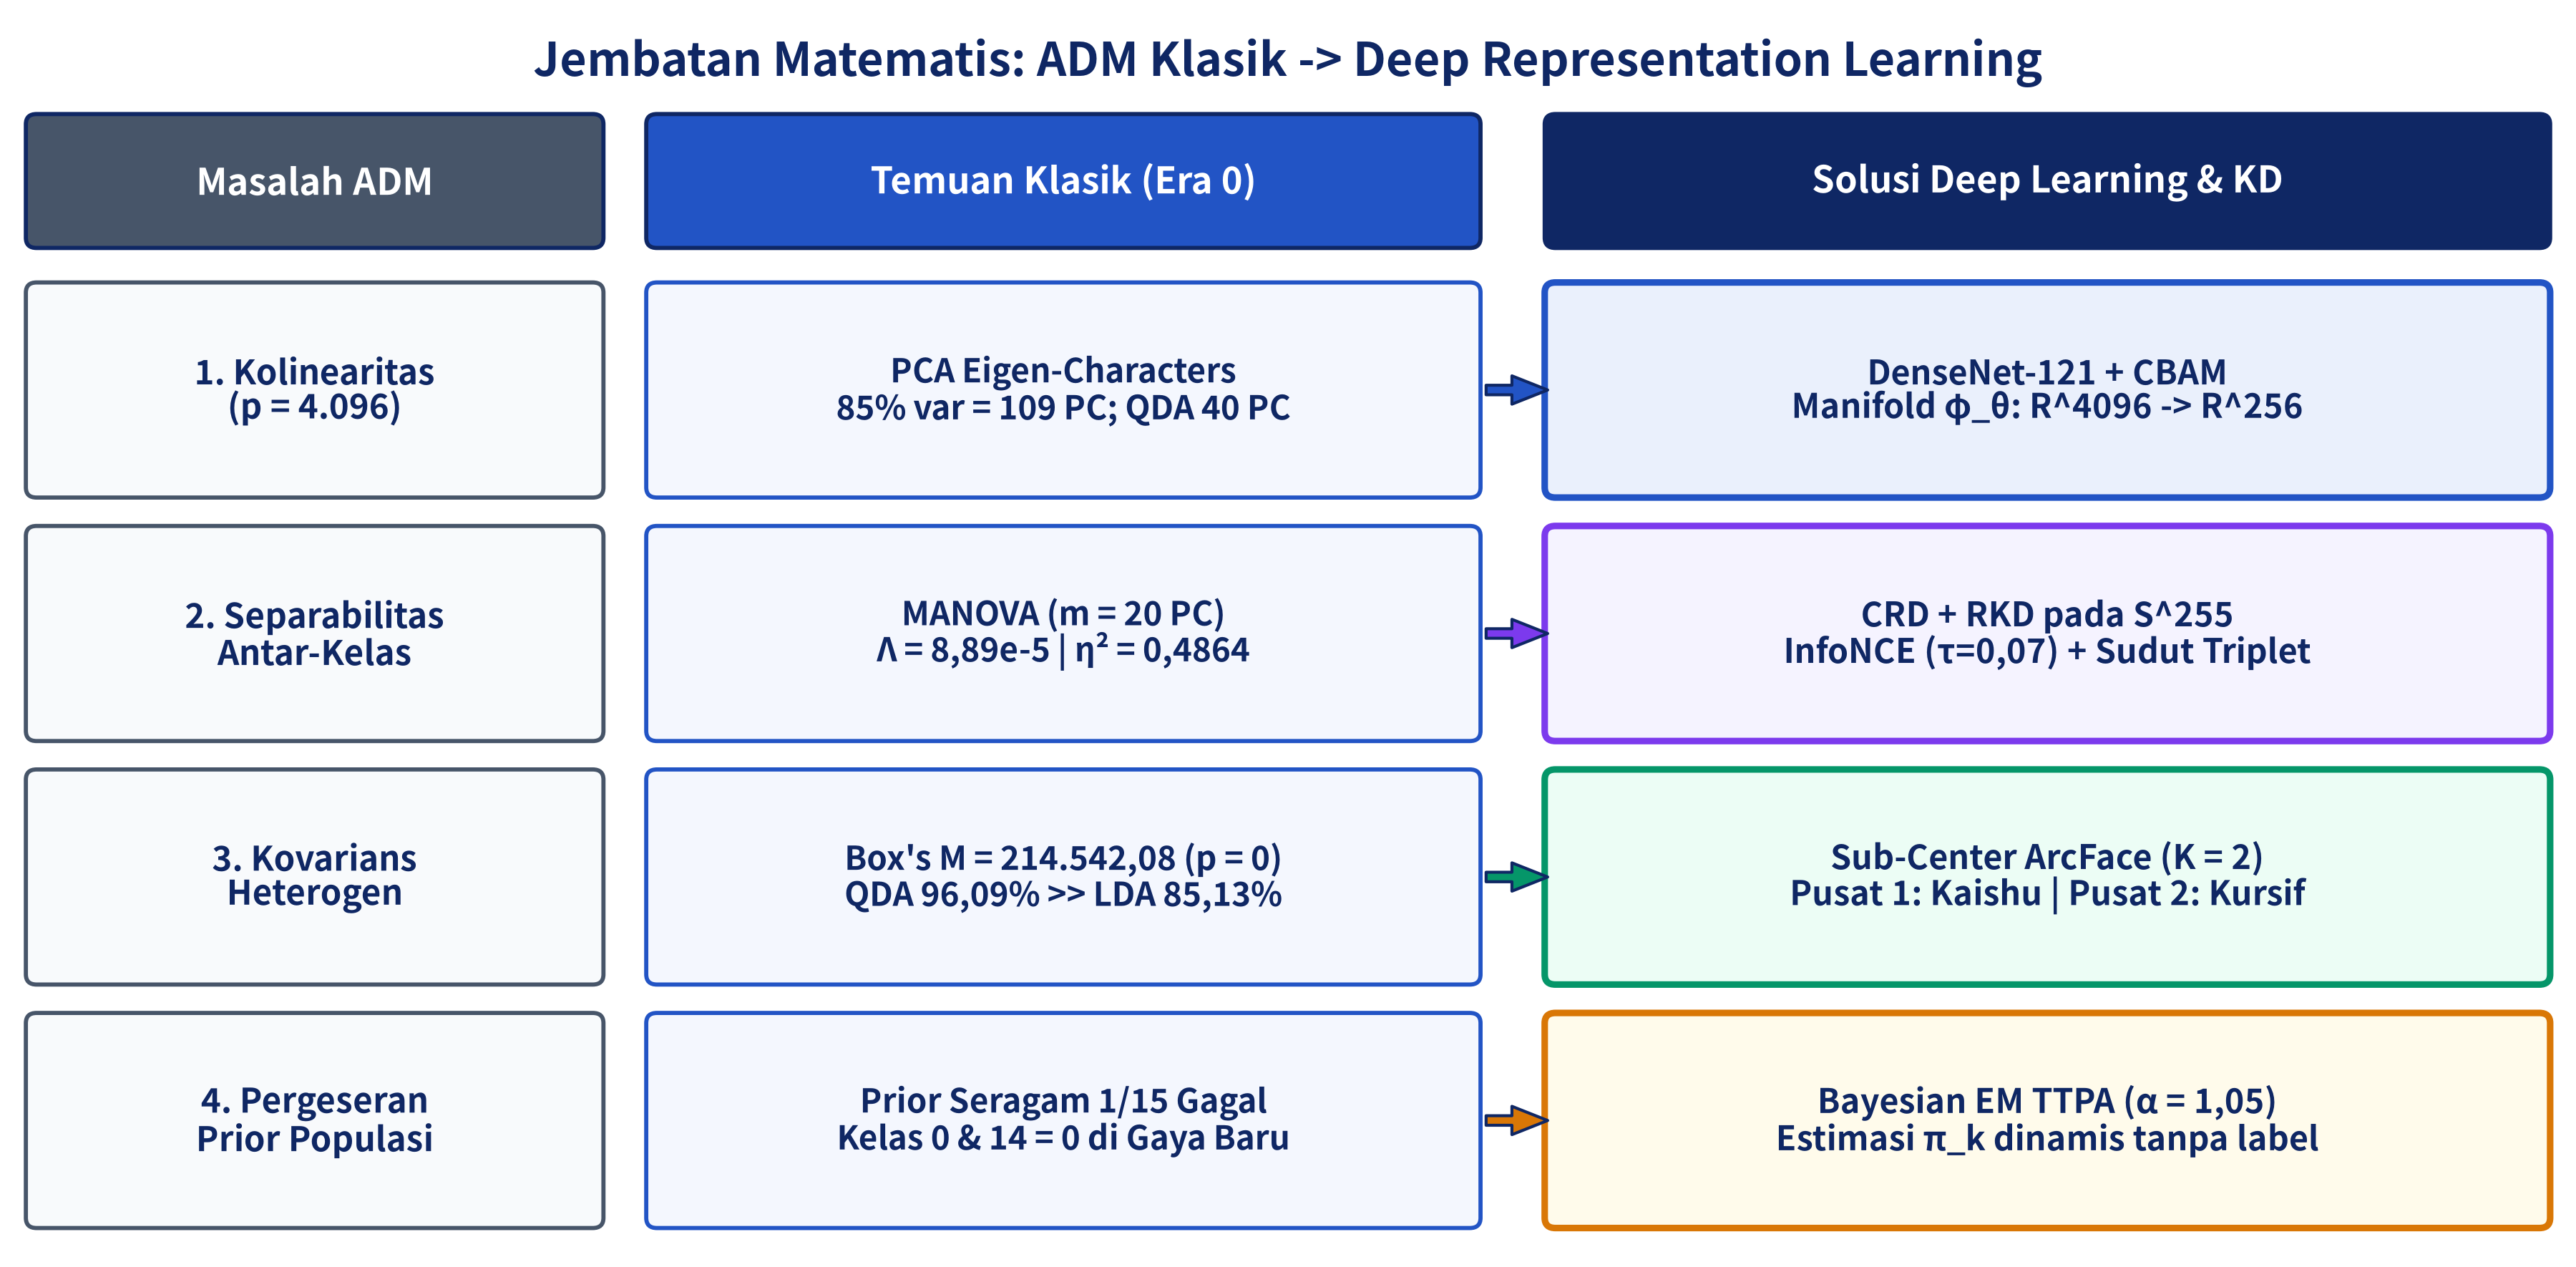 Jembatan Matematis: ADM Klasik -> Deep Representation Learning
Masalah ADM
Temuan Klasik (Era 0)
Solusi Deep Learning & KD
1. Kolinearitas
(p = 4.096)
PCA Eigen-Characters
85% var = 109 PC; QDA 40 PC
DenseNet-121 + CBAM
Manifold φ_θ: R^4096 -> R^256
2. Separabilitas
Antar-Kelas
MANOVA (m = 20 PC)
Λ = 8,89e-5 | η² = 0,4864
CRD + RKD pada S^255
InfoNCE (τ=0,07) + Sudut Triplet
3. Kovarians
Heterogen
Box's M = 214.542,08 (p = 0)
QDA 96,09% >> LDA 85,13%
Sub-Center ArcFace (K = 2)
Pusat 1: Kaishu | Pusat 2: Kursif
4. Pergeseran
Prior Populasi
Prior Seragam 1/15 Gagal
Kelas 0 & 14 = 0 di Gaya Baru
Bayesian EM TTPA (α = 1,05)
Estimasi π_k dinamis tanpa label